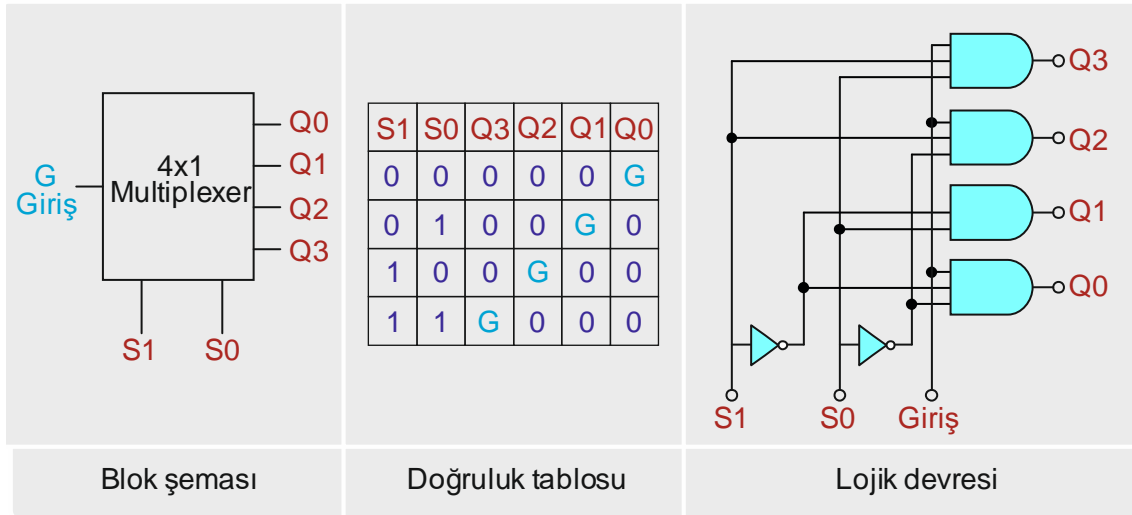 G
Giriş
4x1
Multiplexer
Q0
Q1
Q2
Q3
S1 S0
S1 S0 Q3 Q2 Q1 Q0
0 0 0 0 0 G
0 1 0 0 G 0
1 0 0 G 0 0
1 1 G 0 0 0
Q3
Q2
Q1
Q0
S1 S0 Giriş
Blok şeması
Doğruluk tablosu
Lojik devresi